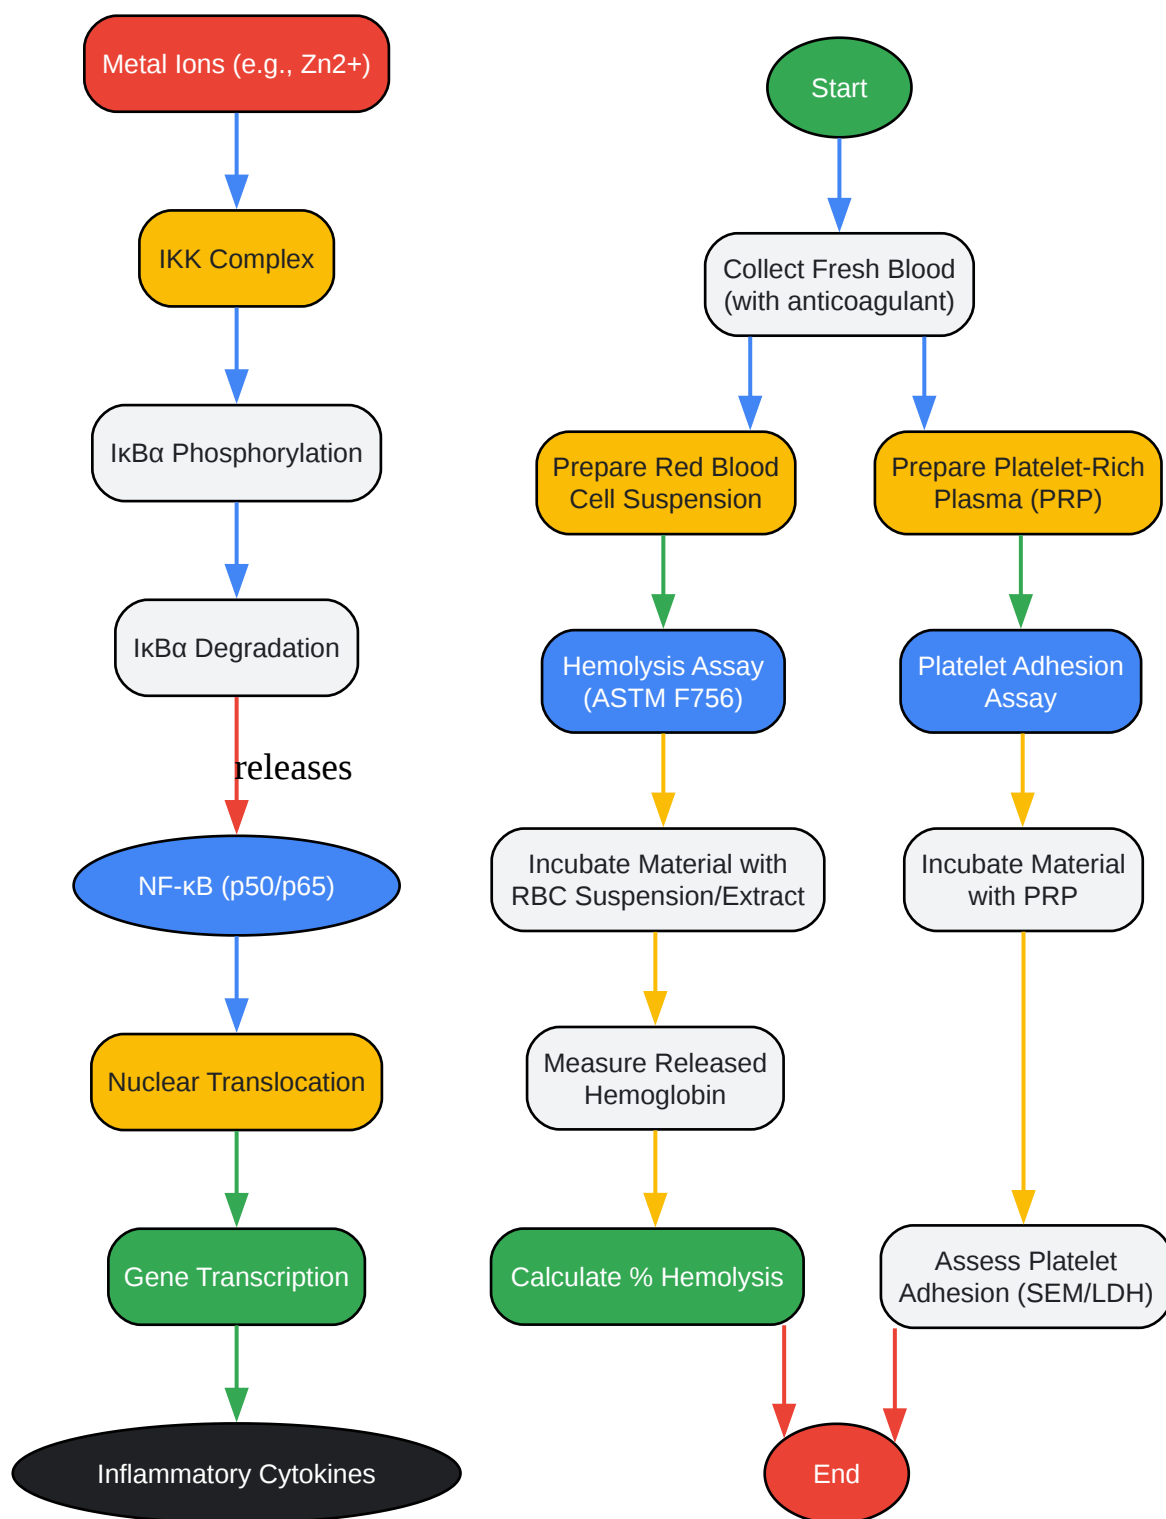 Metal Ions (e.g., Zn2+)
IKK Complex
IκBα Phosphorylation
IκBα Degradation
releases
NF-κB (p50/p65)
Nuclear Translocation
Gene Transcription
Inflammatory Cytokines
Start
Collect Fresh Blood
(with anticoagulant)
Prepare Red Blood
Cell Suspension
Hemolysis Assay
(ASTM F756)
Incubate Material with
RBC Suspension/Extract
Measure Released
Hemoglobin
Calculate % Hemolysis
Prepare Platelet-Rich
Plasma (PRP)
Platelet Adhesion
Assay
Incubate Material
with PRP
Assess Platelet
Adhesion (SEM/LDH)
End